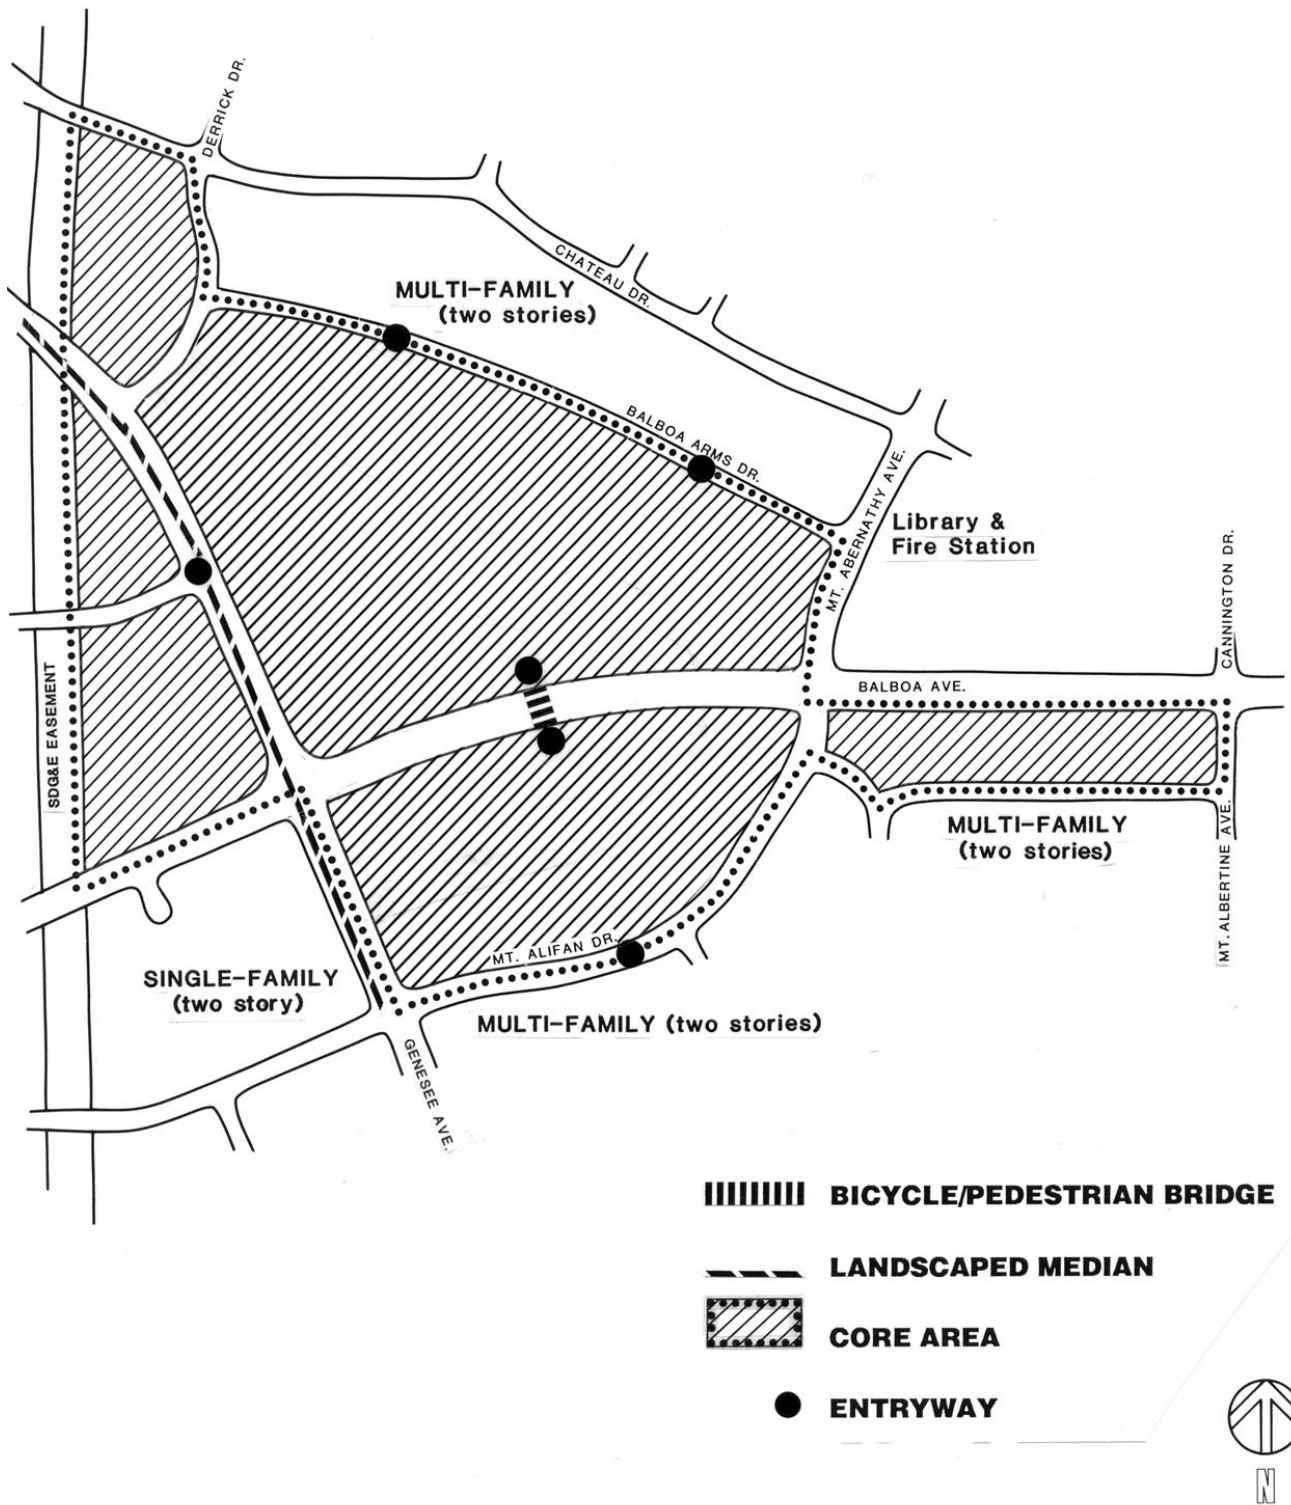 DERRICK DR.
CHATEAU DR.
MULTI-FAMILY
(two stories)
BALBOA ARMS DR.
MT. ABERNATHY AVE.
Library &
Fire Station
CANNINGTON DR.
SDG&E EASEMENT
BALBOA AVE.
MULTI-FAMILY
(two stories)
MT. ALBERTINE AVE.
MT. ALIFAN DR.
SINGLE-FAMILY
(two story)
MULTI-FAMILY (two stories)
GENESEE AVE.
BICYCLE/PEDESTRIAN BRIDGE
LANDSCAPED MEDIAN
CORE AREA
ENTRYWAY
N